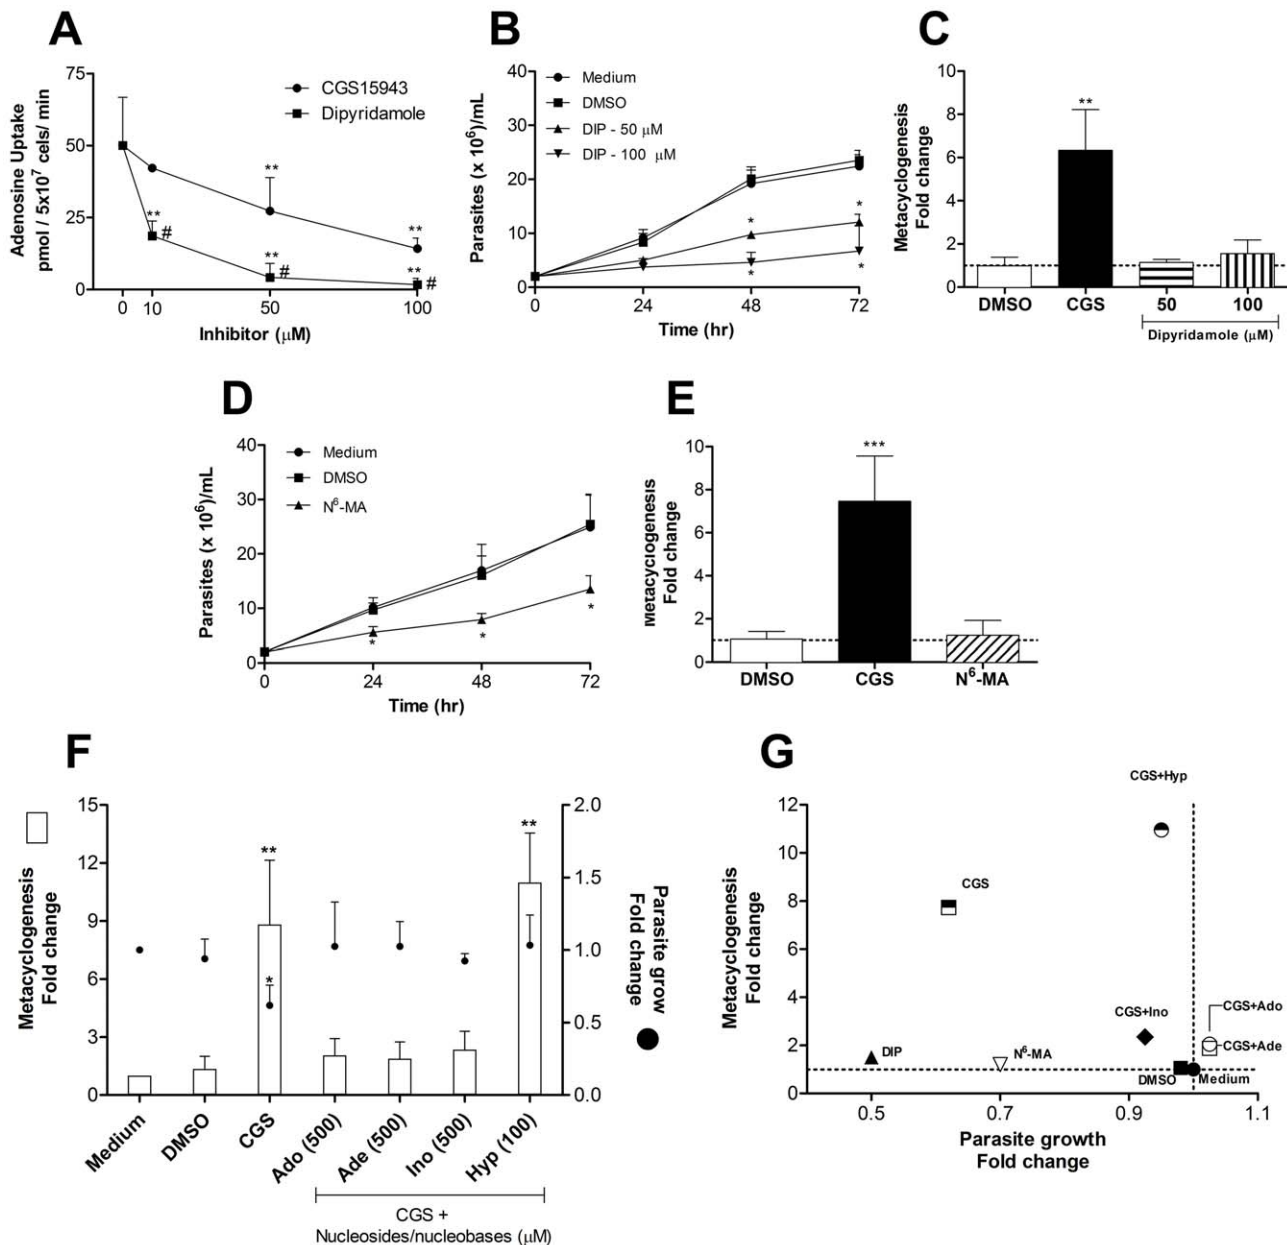 A
75
50
25
0
Adenosine Uptake
pmol / 5x10⁷ cels/ min
CGS15943
Dipyridamole
**
**
**
#
**
#
**
#
0 10 50 100
Inhibitor (µM)
B
40
30
20
10
0
Parasites (x 10⁶)/mL
Medium
DMSO
DIP - 50 µM
DIP - 100 µM
*
*
*
*
0 24 48 72
Time (hr)
C
10
8
6
4
2
0
Metacyclogenesis
Fold change
**
DMSO CGS 50 100
Dipyridamole (µM)
D
40
30
20
10
0
Parasites (x 10⁶)/mL
Medium
DMSO
N⁶-MA
*
*
*
0 24 48 72
Time (hr)
E
10
8
6
4
2
0
Metacyclogenesis
Fold change
***
DMSO CGS N⁶-MA
F
15
12
9
6
3
0
Metacyclogenesis
Fold change
2.0
1.5
1.0
0.5
0.0
Parasite grow
Fold change
**
*
**
Medium
DMSO
CGS
Ado (500)
Ade (500)
Ino (500)
Hyp (100)
CGS +
Nucleosides/nucleobases (µM)
G
12
10
8
6
4
2
0
Metacyclogenesis
Fold change
CGS+Hyp
CGS
CGS+Ino
CGS+Ado
CGS+Ade
DIP
N⁶-MA
DMSO
Medium
0.5 0.7 0.9 1.1
Parasite growth
Fold change